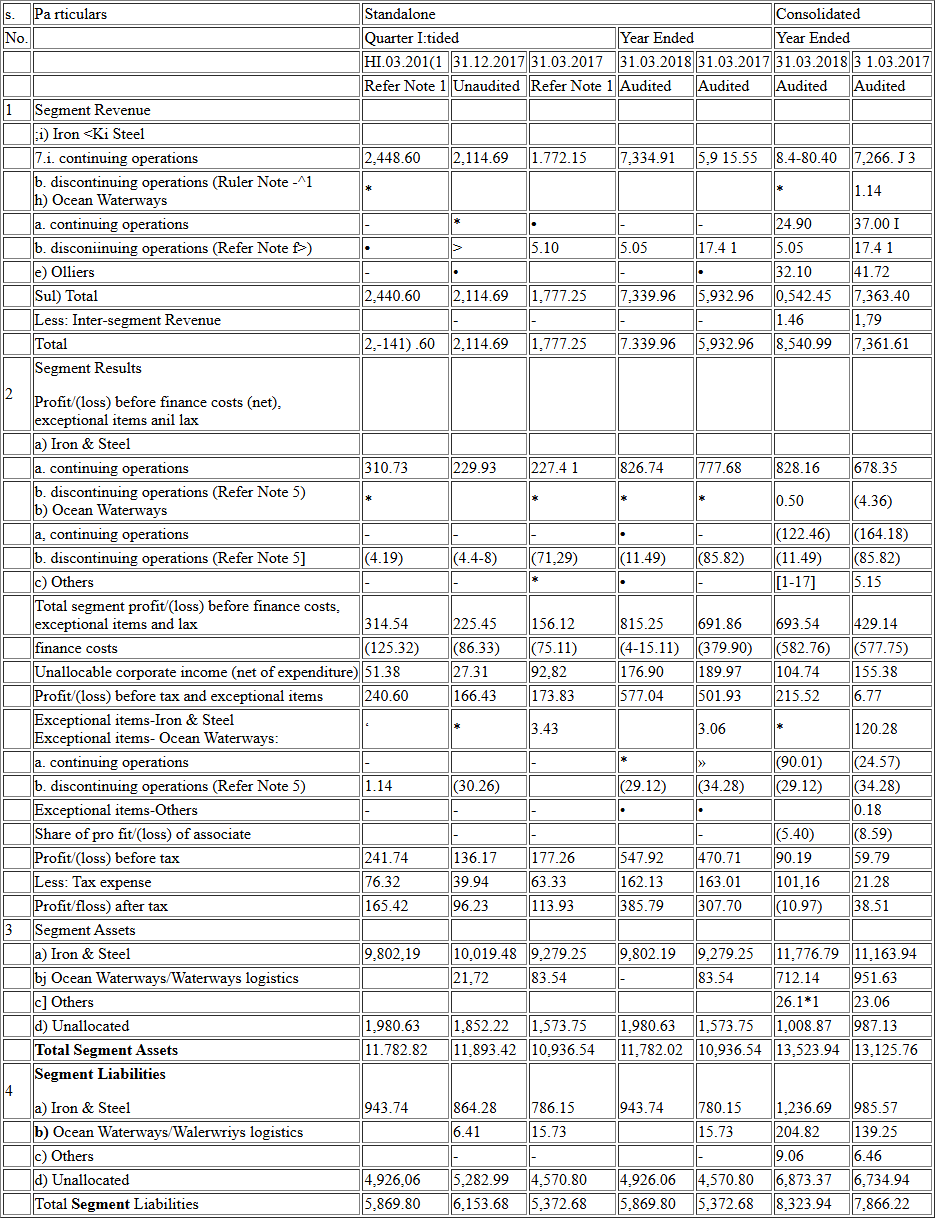 s. Pa rticulars Standalone Consolidated
No. Quarter I:tided Year Ended Year Ended
HI.03.201(1 31.12.2017 31.03.2017 31.03.2018 31.03.2017 31.03.2018 3 1.03.2017
Refer Note 1 Unaudited Refer Note 1 Audited Audited Audited Audited
1 Segment Revenue
;i) Iron <Ki Steel
7.i. continuing operations 2,448.60 2,114.69 1.772.15 7,334.91 5,9 15.55 8.4-80.40 7,266. J 3
b. discontinuing operations (Ruler Note -^1
h) Ocean Waterways * * 1.14
a. continuing operations - * • - - 24.90 37.00 I
b. disconiinuing operations (Refer Note f>) • > 5.10 5.05 17.4 1 5.05 17.4 1
e) Olliers - • - • 32.10 41.72
Sul) Total 2,440.60 2,114.69 1,777.25 7,339.96 5,932.96 0,542.45 7,363.40
Less: Inter-segment Revenue - - - - 1.46 1,79
Total 2,-141) .60 2,114.69 1,777.25 7.339.96 5,932.96 8,540.99 7,361.61
2 Segment Results
Profit/(loss) before finance costs (net),
exceptional items anil lax
a) Iron & Steel
a. continuing operations 310.73 229.93 227.4 1 826.74 777.68 828.16 678.35
b. discontinuing operations (Refer Note 5)
b) Ocean Waterways * * * * 0.50 (4.36)
a, continuing operations - - - • - (122.46) (164.18)
b. discontinuing operations (Refer Note 5] (4.19) (4.4-8) (71,29) (11.49) (85.82) (11.49) (85.82)
c) Others - - * • - [1-17] 5.15
Total segment profit/(loss) before finance costs,
exceptional items and lax 314.54 225.45 156.12 815.25 691.86 693.54 429.14
finance costs (125.32) (86.33) (75.11) (4-15.11) (379.90) (582.76) (577.75)
Unallocable corporate income (net of expenditure) 51.38 27.31 92,82 176.90 189.97 104.74 155.38
Profit/(loss) before tax and exceptional items 240.60 166.43 173.83 577.04 501.93 215.52 6.77
Exceptional items-Iron & Steel
Exceptional items- Ocean Waterways: ‘ * 3.43 3.06 * 120.28
a. continuing operations - - * » (90.01) (24.57)
b. discontinuing operations (Refer Note 5) 1.14 (30.26) (29.12) (34.28) (29.12) (34.28)
Exceptional items-Others - - - • • 0.18
Share of pro fit/(loss) of associate - - - (5.40) (8.59)
Profit/(loss) before tax 241.74 136.17 177.26 547.92 470.71 90.19 59.79
Less: Tax expense 76.32 39.94 63.33 162.13 163.01 101,16 21.28
Profit/floss) after tax 165.42 96.23 113.93 385.79 307.70 (10.97) 38.51
3 Segment Assets
a) Iron & Steel 9,802,19 10,019.48 9,279.25 9,802.19 9,279.25 11,776.79 11,163.94
bj Ocean Waterways/Waterways logistics 21,72 83.54 - 83.54 712.14 951.63
c] Others 26.1*1 23.06
d) Unallocated 1,980.63 1,852.22 1,573.75 1,980.63 1,573.75 1,008.87 987.13
Total Segment Assets 11.782.82 11,893.42 10,936.54 11,782.02 10,936.54 13,523.94 13,125.76
4 Segment Liabilities
a) Iron & Steel 943.74 864.28 786.15 943.74 780.15 1,236.69 985.57
b) Ocean Waterways/Walerwriys logistics 6.41 15.73 15.73 204.82 139.25
c) Others - - - 9.06 6.46
d) Unallocated 4,926,06 5,282.99 4,570.80 4,926.06 4,570.80 6,873.37 6,734.94
Total Segment Liabilities 5,869.80 6,153.68 5,372.68 5,869.80 5,372.68 8,323.94 7,866.22